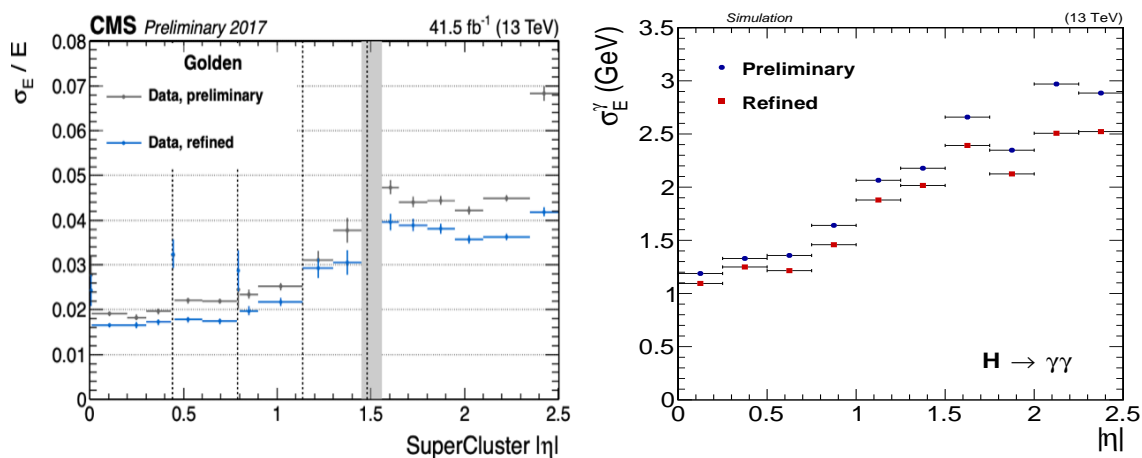 CMS Preliminary 2017 41.5 fb⁻¹ (13 TeV)
σ_E / E
0.08
0.07
0.06
0.05
0.04
0.03
0.02
0.01
0
Golden
Data, preliminary
Data, refined
0 0.5 1 1.5 2 2.5
SuperCluster |η|
Simulation (13 TeV)
σ_E^γ (GeV)
3.5
3
2.5
2
1.5
1
0.5
0
Preliminary
Refined
H → γγ
0 0.5 1 1.5 2 2.5
|η|